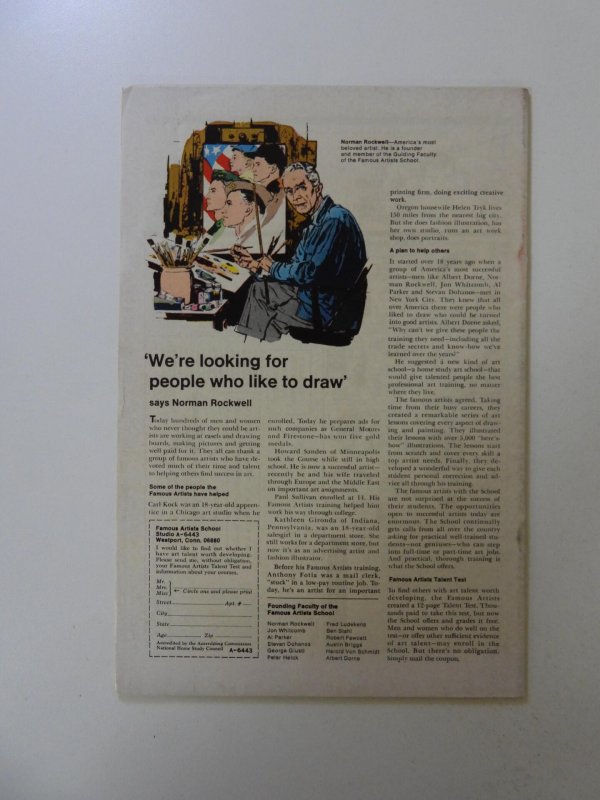 Norman Rockwell—America's most
beloved artist. He is a founder
and member of the Guiding Faculty
of the Famous Artists School.
'We're looking for
people who like to draw'
says Norman Rockwell
Today hundreds of men and women
who never thought they could be art-
ists are working at easels and drawing
boards, making pictures and getting
well paid for it. They all can thank a
group of famous artists who have de-
voted much of their time and talent
to helping others find success in art.
Some of the people the
Famous Artists have helped
Carl Kock was an 18-year-old appren-
tice in a Chicago art studio when he
enrolled. Today he prepares ads for
such companies as General Motors
and Firestone—has won five gold
medals.
Howard Sanden of Minneapolis
took the Course while still in high
school. He is now a successful artist—
recently he and his wife traveled
through Europe and the Middle East
on important art assignments.
Paul Sullivan enrolled at 14. His
Famous Artists training helped him
work his way through college.
Kathleen Gironda of Indiana,
Pennsylvania, was an 18-year-old
salesgirl in a department store. She
still works for a department store, but
now it's as an advertising artist and
fashion illustrator.
Before his Famous Artists training,
Anthony Fotia was a mail clerk,
"stuck" in a low-pay routine job. To-
day, he's an artist for an important
printing firm, doing exciting creative
work.
Oregon housewife Helen Tryk lives
150 miles from the nearest big city.
But she does fashion illustration, has
her own studio, runs an art week
shop, does portraits.
A plan to help others
It started over 18 years ago when a
group of America's most successful
artists—men like Albert Dorne, Nor-
man Rockwell, Jon Whitcomb, Al
Parker and Stevan Dohanos—met in
New York City. They knew that all
over America there were people who
liked to draw who could be turned
into good artists. Albert Dorne asked,
"Why can't we give these people the
training they need—including all the
trade secrets and know-how we've
learned over the years?"
He suggested a new kind of art
school—a home study art school—that
would give talented people the best
professional art training, no matter
where they live.
The famous artists agreed. Taking
time from their busy careers, they
created a remarkable series of art
lessons covering every aspect of draw-
ing and painting. They illustrated
their lessons with over 5,000 "here's-
how" illustrations. The lessons start
from scratch and cover every skill a
top artist needs. Finally, they de-
veloped a wonderful way to give each
student personal correction and ad-
vice all through his training.
The famous artists with the School
are not surprised at the success of
their students. The opportunities
open to successful artists today are
enormous. The School continually
gets calls from all over the country
asking for practical well-trained stu-
dents—not geniuses—who can step
into full-time or part-time art jobs.
And practical, thorough training is
what the School offers.
Famous Artists Talent Test
To find others with art talent worth
developing, the Famous Artists
created a 12-page Talent Test. Thou-
sands paid to take this test, but now
the School offers and grades it free.
Men and women who do well on the
test—or offer other sufficient evidence
of art talent—may enroll in the
School. But there's no obligation.
Simply mail the coupon.
Famous Artists School
Studio A-6443
Westport, Conn. 06880
I would like to find out whether I
have art talent worth developing.
Please send me, without obligation,
your Famous Artists Talent Test and
information about your courses.
Mr.
Mrs.
Miss
← Circle one and please print
Street Apt. #
City
State
Age Zip
Accredited by the Accrediting Commission
National Home Study Council A-6443
Founding Faculty of the
Famous Artists School
Norman Rockwell
Jon Whitcomb
Al Parker
Stevan Dohanos
George Giusti
Peter Helck
Fred Ludekens
Ben Stahl
Robert Fawcett
Austin Briggs
Harold Von Schmidt
Albert Dorne